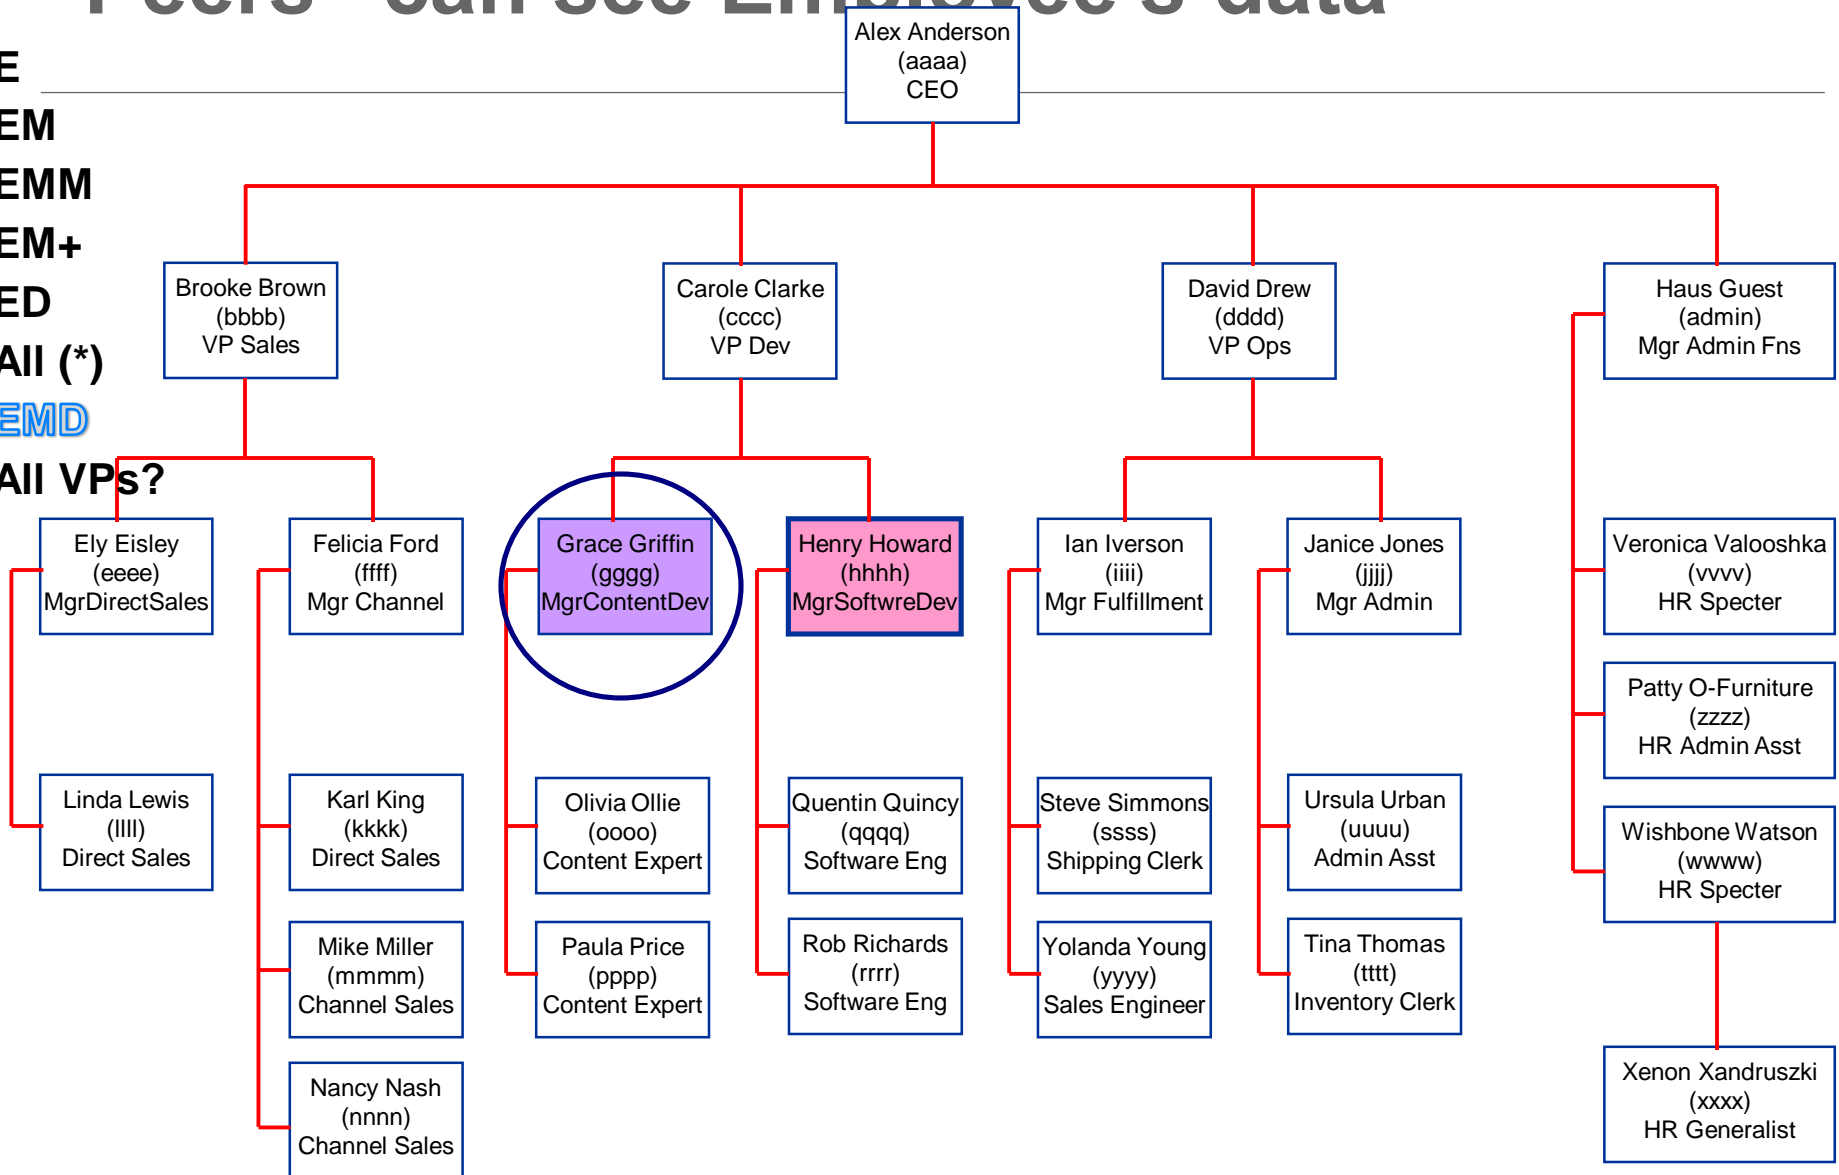 "Peers" can see Employee's data
E
EM
EMM
EM+
ED
All (*)
EMD
All VPs?
Alex Anderson
(aaaa)
CEO
Brooke Brown
(bbbb)
VP Sales
Carole Clarke
(cccc)
VP Dev
David Drew
(dddd)
VP Ops
Haus Guest
(admin)
Mgr Admin Fns
Ely Eisley
(eeee)
MgrDirectSales
Felicia Ford
(ffff)
Mgr Channel
Grace Griffin
(gggg)
MgrContentDev
Henry Howard
(hhhh)
MgrSoftwreDev
Ian Iverson
(iiii)
Mgr Fulfillment
Janice Jones
(jjjj)
Mgr Admin
Veronica Valooshka
(vvvv)
HR Specter
Patty O-Furniture
(zzzz)
HR Admin Asst
Linda Lewis
(llll)
Direct Sales
Karl King
(kkkk)
Direct Sales
Olivia Ollie
(oooo)
Content Expert
Quentin Quincy
(qqqq)
Software Eng
Steve Simmons
(ssss)
Shipping Clerk
Ursula Urban
(uuuu)
Admin Asst
Wishbone Watson
(wwww)
HR Specter
Mike Miller
(mmmm)
Channel Sales
Paula Price
(pppp)
Content Expert
Rob Richards
(rrrr)
Software Eng
Yolanda Young
(yyyy)
Sales Engineer
Tina Thomas
(tttt)
Inventory Clerk
Nancy Nash
(nnnn)
Channel Sales
Xenon Xandruszki
(xxxx)
HR Generalist